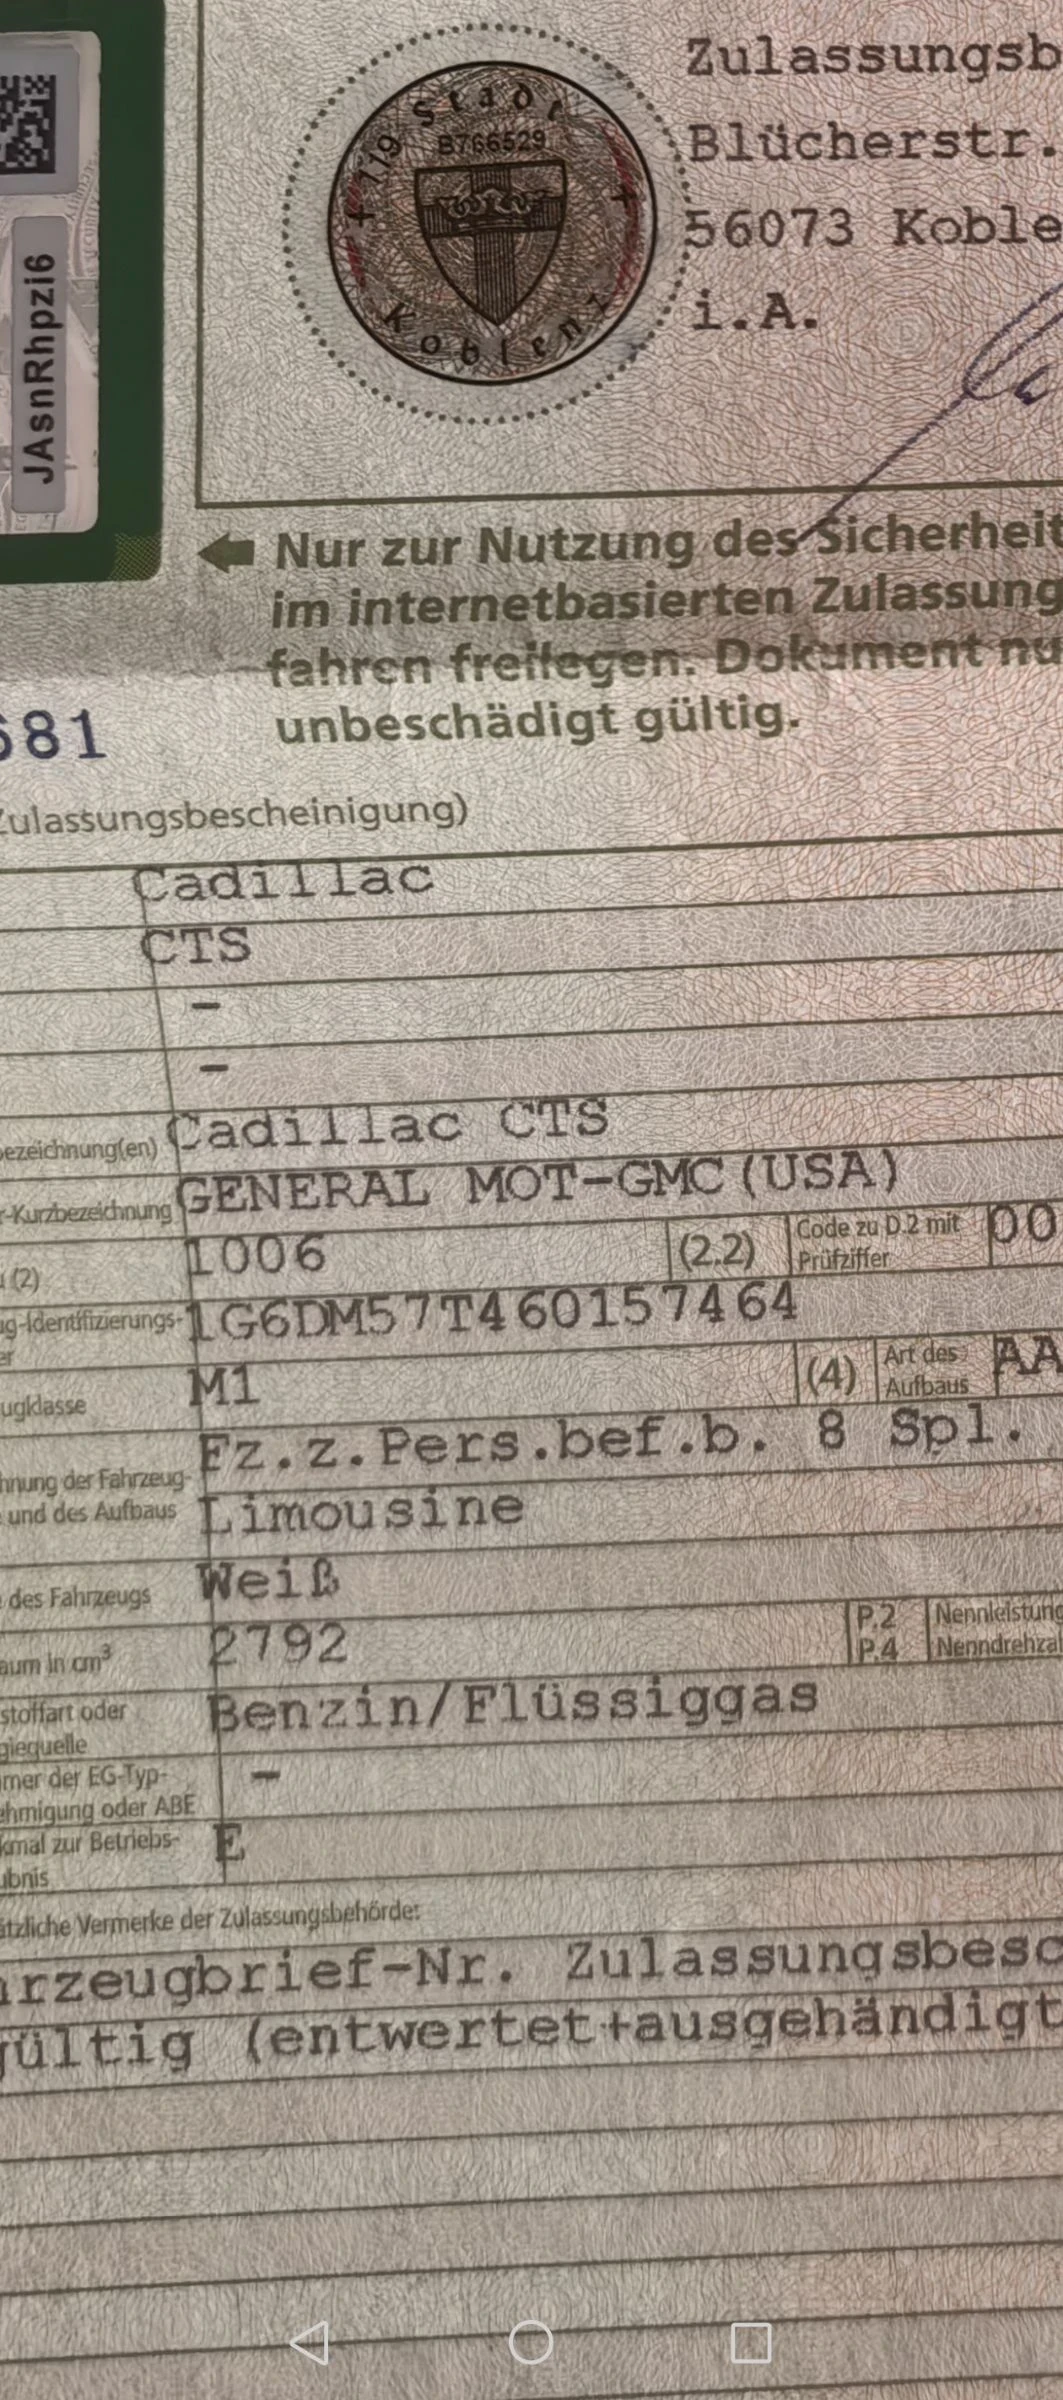 Zulassungsb
Blücherstr.
56073 Koble
i.A.
Stadt
119
B766529
Koblenz
JAsnRhpzi6
Nur zur Nutzung des Sicherheit
im internetbasierten Zulassung
fahren freilegen. Dokument nu
unbeschädigt gültig.
681
Zulassungsbescheinigung)
Cadillac
CTS
–
–
ezeichnung(en) Cadillac CTS
r-Kurzbezeichnung GENERAL MOT-GMC(USA)
(2) 1006 (2.2) Code zu D.2 mit Prüfziffer 00
ug-Identifizierungs- 1G6DM57T460157464
er
ugklasse M1 (4) Art des Aufbaus AA
Fz.z.Pers.bef.b. 8 Spl.
hnung der Fahrzeug-
und des Aufbaus Limousine
des Fahrzeugs Weiß
aum in cm³ 2792 P.2 Nennleistung
P.4 Nenndrehzal
stoffart oder Benzin/Flüssiggas
giequelle
mer der EG-Typ- –
ehmigung oder ABE
kmal zur Betriebs- E
ubnis
ätzliche Vermerke der Zulassungsbehörde:
rzeugbrief-Nr. Zulassungsbesc
gültig (entwertet+ausgehändigt